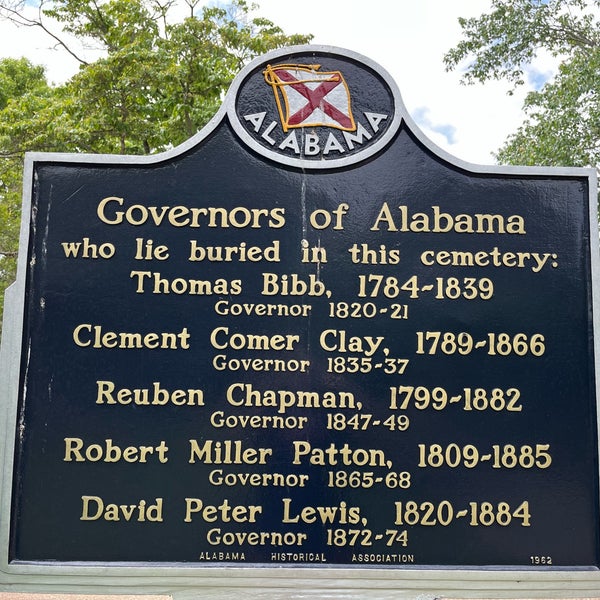 ALABAMA
Governors of Alabama
who lie buried in this cemetery:
Thomas Bibb, 1784-1839
Governor 1820-21
Clement Comer Clay, 1789-1866
Governor 1835-37
Reuben Chapman, 1799-1882
Governor 1847-49
Robert Miller Patton, 1809-1885
Governor 1865-68
David Peter Lewis, 1820-1884
Governor 1872-74
ALABAMA HISTORICAL ASSOCIATION 1962